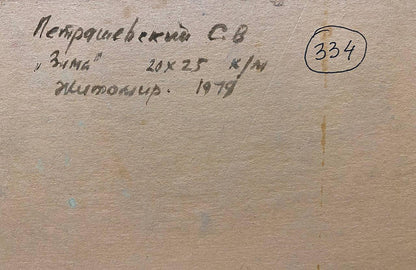 Петрашевский С.В
334
"Зима" 20х25 к/м
Житомир. 1979